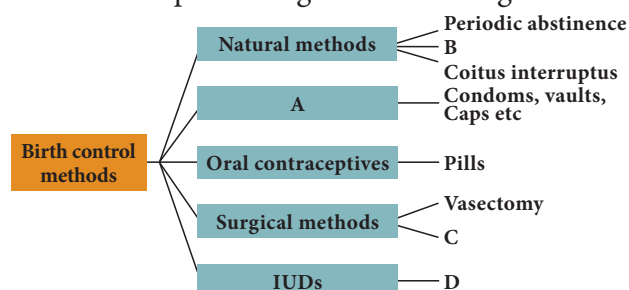 Periodic abstinence
Natural methods
B
Coitus interruptus
A
Condoms, vaults,
Caps etc
Birth control
methods
Oral contraceptives
Pills
Vasectomy
Surgical methods
C
IUDs
D